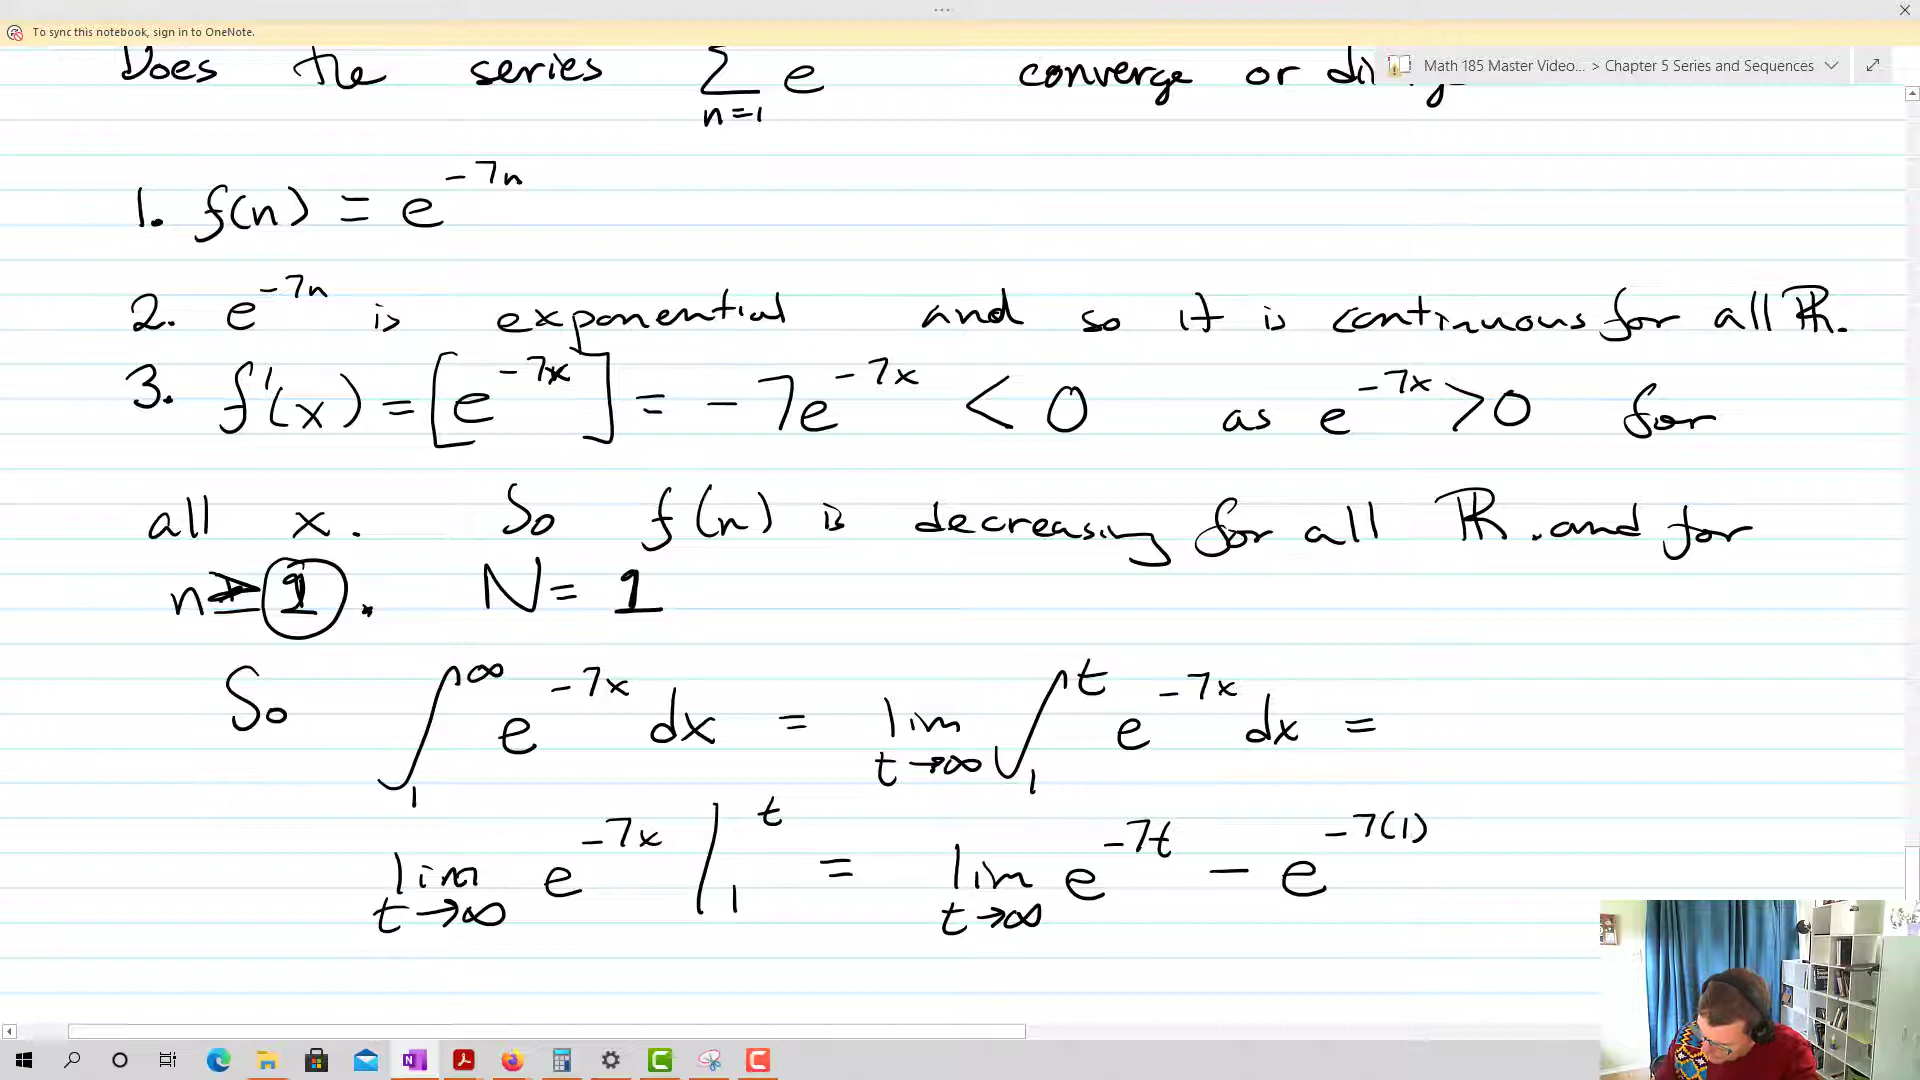 To sync this notebook, sign in to OneNote.
Math 185 Master Video... > Chapter 5 Series and Sequences
Does the series ∑ e converge or
n=1
1. f(n) = e^{-7n}
2. e^{-7n} is exponential and so it is continuous for all ℝ.
3. f'(x) = [e^{-7x}] = -7e^{-7x} < 0 as e^{-7x} > 0 for
all x. So f(n) is decreasing for all ℝ. and for
n ≥ 1. N = 1
So ∫_1^∞ e^{-7x} dx = lim_{t→∞} ∫_1^t e^{-7x} dx =
lim_{t→∞} e^{-7x} |_1^t = lim_{t→∞} e^{-7t} - e^{-7(1)}